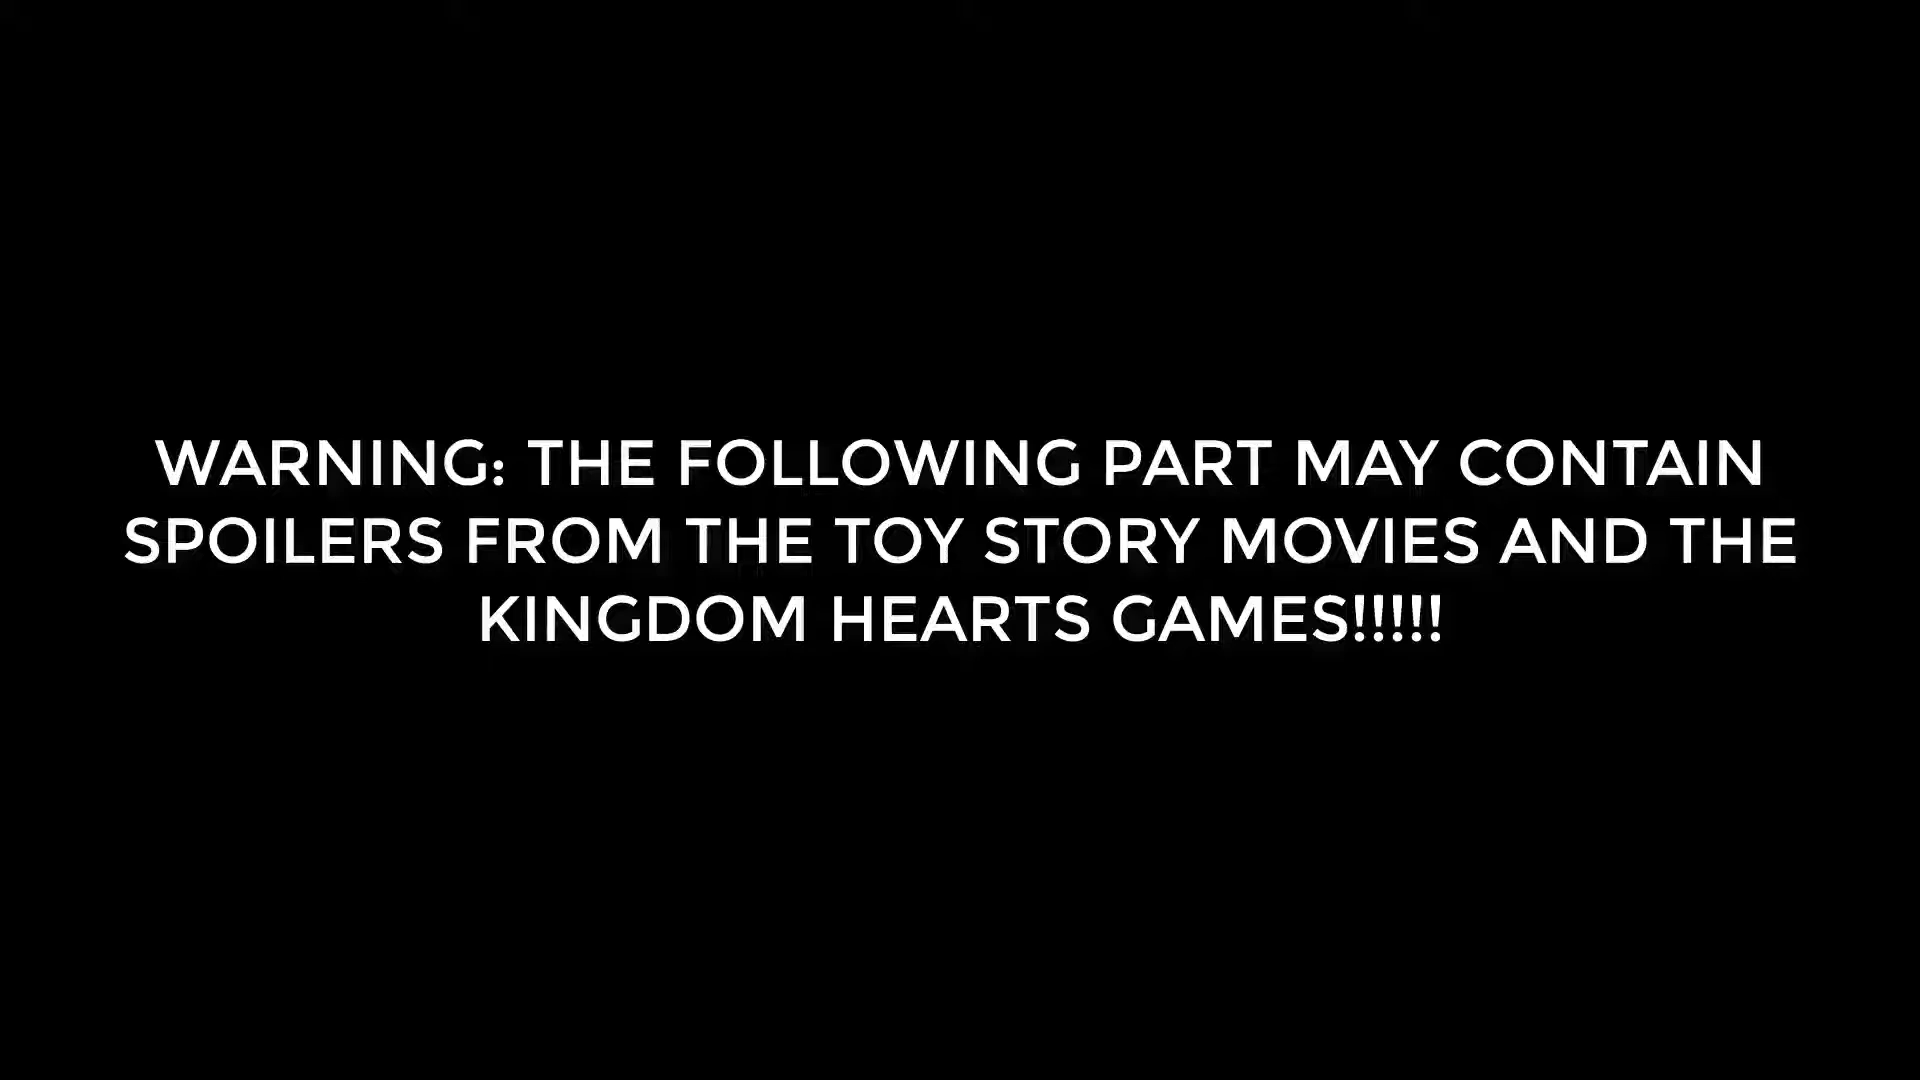 WARNING: THE FOLLOWING PART MAY CONTAIN
SPOILERS FROM THE TOY STORY MOVIES AND THE
KINGDOM HEARTS GAMES!!!!!